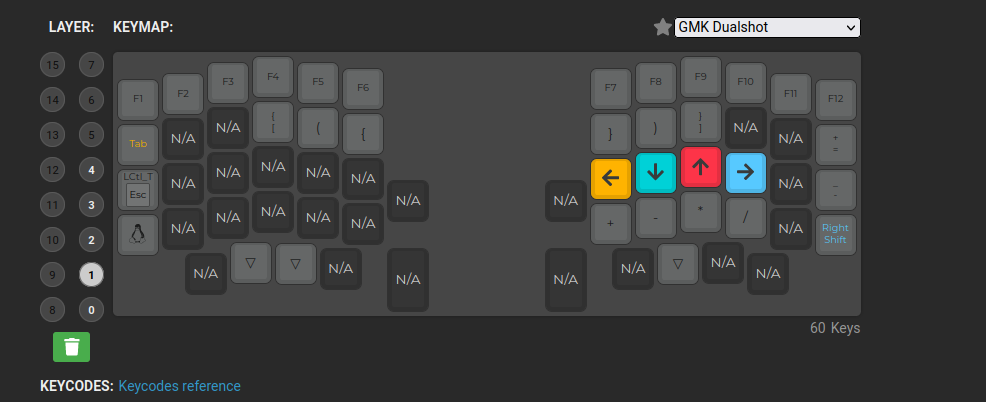 LAYER: KEYMAP: GMK Dualshot
15 7
14 6
13 5
12 4
11 3
10 2
9 1
8 0
F1 F2 F3 F4 F5 F6 F7 F8 F9 F10 F11 F12
Tab N/A N/A { [ ( { } ) } ] N/A N/A + =
LCtl_T Esc N/A N/A N/A N/A N/A ← ↓ ↑ → N/A _ -
N/A N/A N/A N/A N/A N/A N/A + - * / N/A Right Shift
N/A ▽ ▽ N/A N/A N/A N/A ▽ N/A N/A
60 Keys
KEYCODES: Keycodes reference